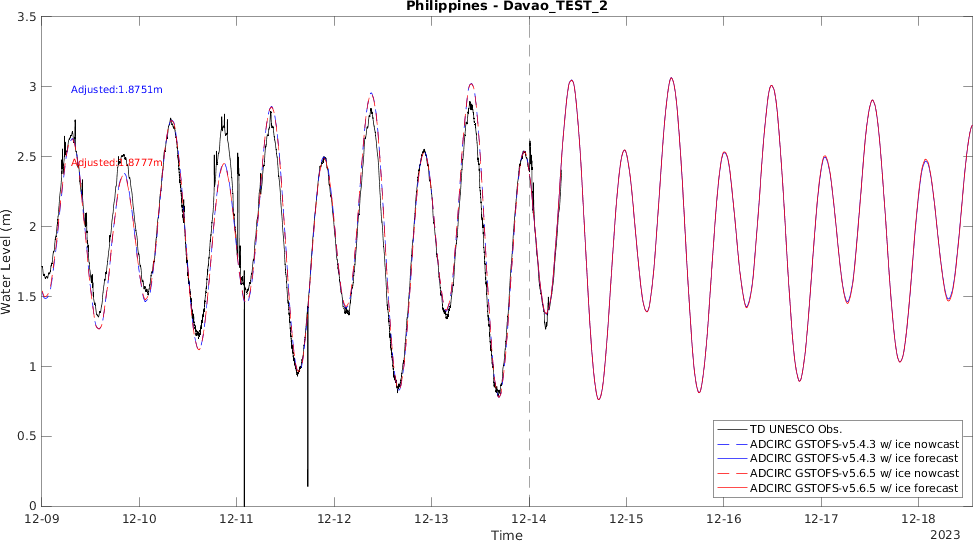 Philippines - Davao_TEST_2
3.5
3
2.5
2
1.5
1
0.5
0
Water Level (m)
Adjusted:1.8751m
Adjusted:1.8777m
TD UNESCO Obs.
ADCIRC GSTOFS-v5.4.3 w/ ice nowcast
ADCIRC GSTOFS-v5.4.3 w/ ice forecast
ADCIRC GSTOFS-v5.6.5 w/ ice nowcast
ADCIRC GSTOFS-v5.6.5 w/ ice forecast
12-09 12-10 12-11 12-12 12-13 12-14 12-15 12-16 12-17 12-18
Time
2023